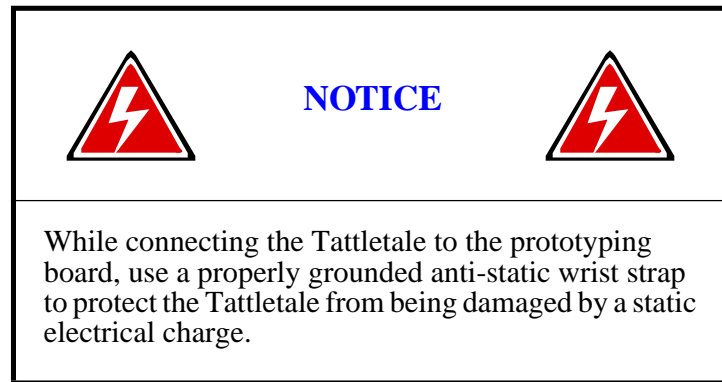 NOTICE
While connecting the Tattletale to the prototyping
board, use a properly grounded anti-static wrist strap
to protect the Tattletale from being damaged by a static
electrical charge.